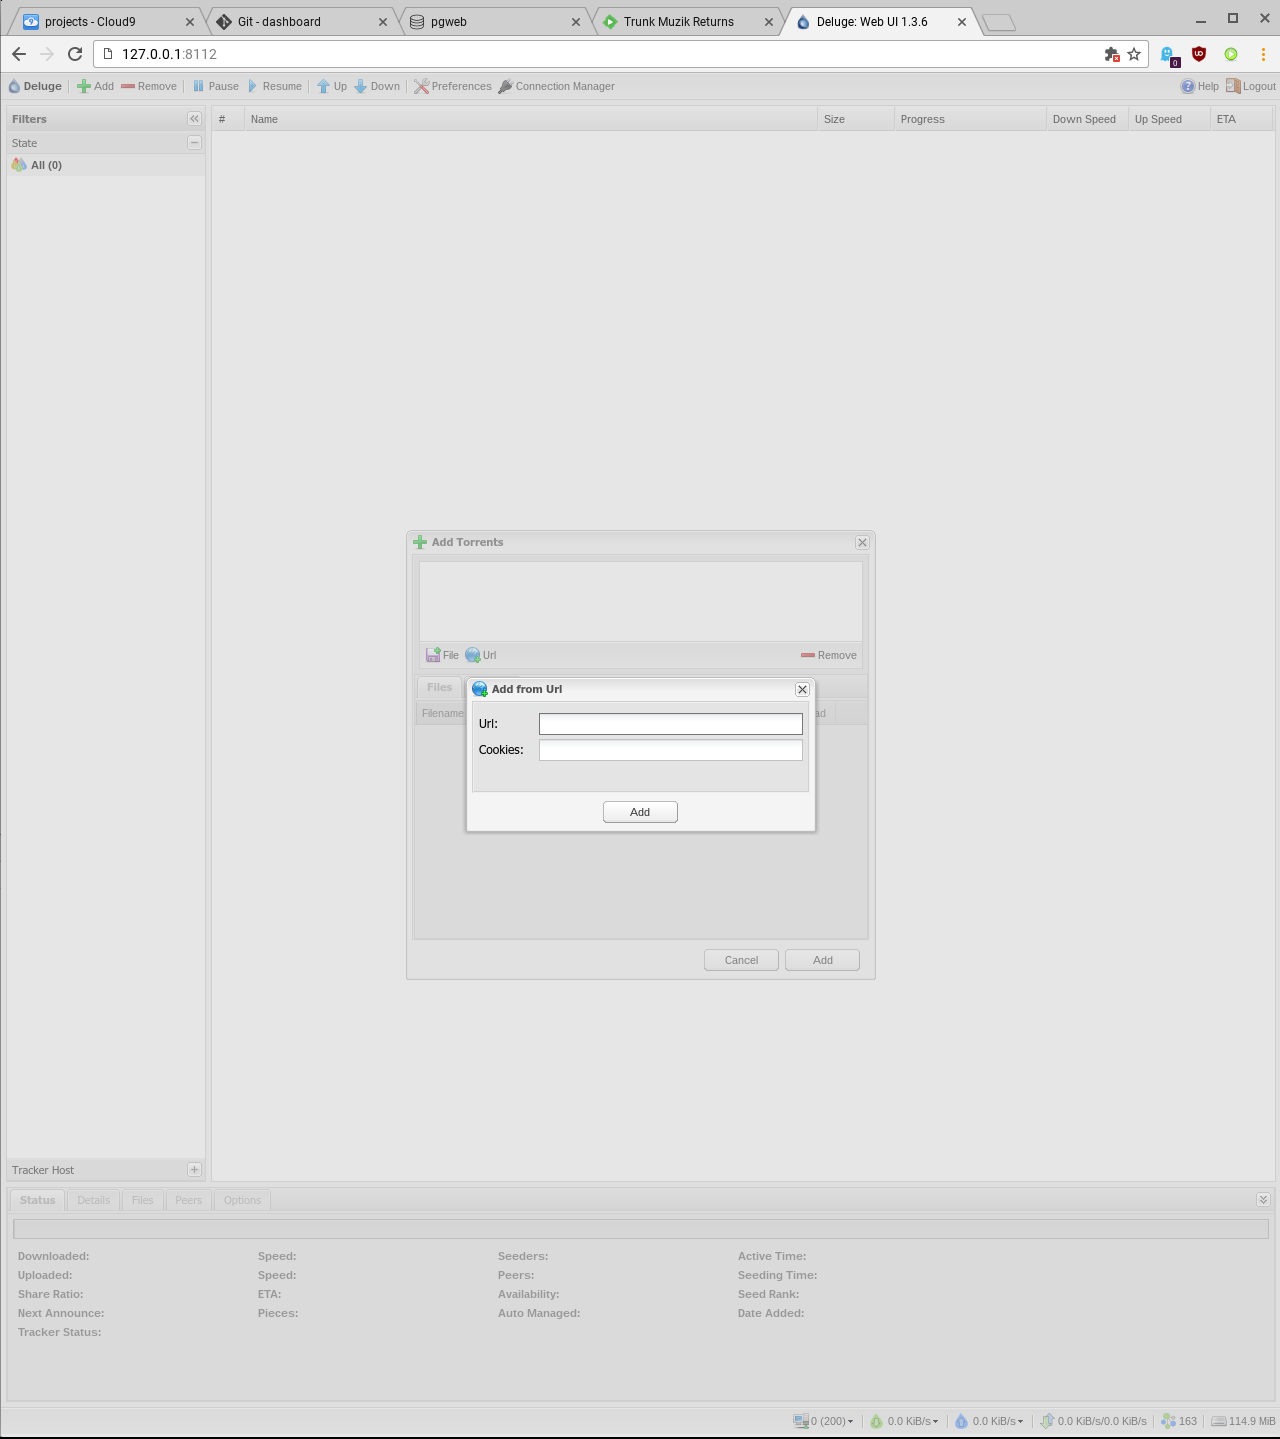 projects - Cloud9 Git - dashboard pgweb Trunk Muzik Returns Deluge: Web UI 1.3.6
127.0.0.1:8112 0
Deluge Add Remove Pause Resume Up Down Preferences Connection Manager Help Logout
Filters # Name Size Progress Down Speed Up Speed ETA
State
All (0)
Add Torrents
File Url Remove
Files
Add from Url
Filename ad
Url:
Cookies:
Add
Cancel Add
Tracker Host
Status Details Files Peers Options
Downloaded: Speed: Seeders: Active Time:
Uploaded: Speed: Peers: Seeding Time:
Share Ratio: ETA: Availability: Seed Rank:
Next Announce: Pieces: Auto Managed: Date Added:
Tracker Status:
0 (200) 0.0 KiB/s 0.0 KiB/s 0.0 KiB/s/0.0 KiB/s 163 114.9 MiB